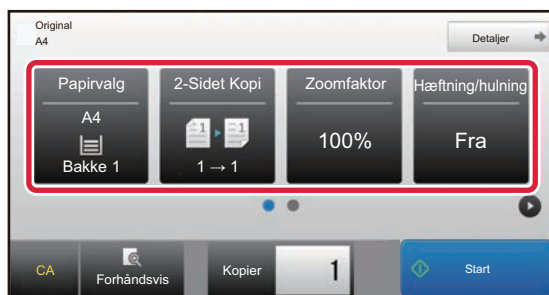 Original
A4
Detaljer
Papirvalg
A4
Bakke 1
2-Sidet Kopi
1 → 1
Zoomfaktor
100%
Hæftning/hulning
Fra
CA
Forhåndsvis
Kopier
1
Start